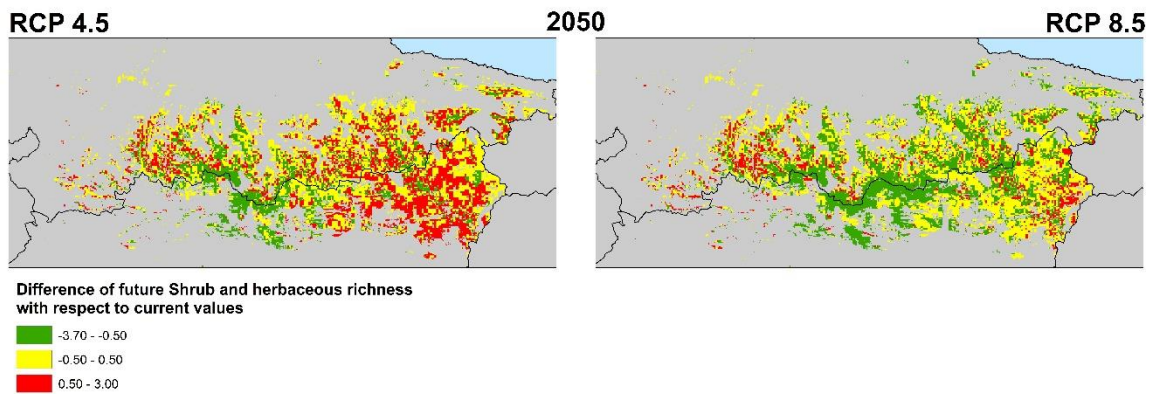 RCP 4.5
2050
RCP 8.5
Difference of future Shrub and herbaceous richness
with respect to current values
-3.70 - -0.50
-0.50 - 0.50
0.50 - 3.00